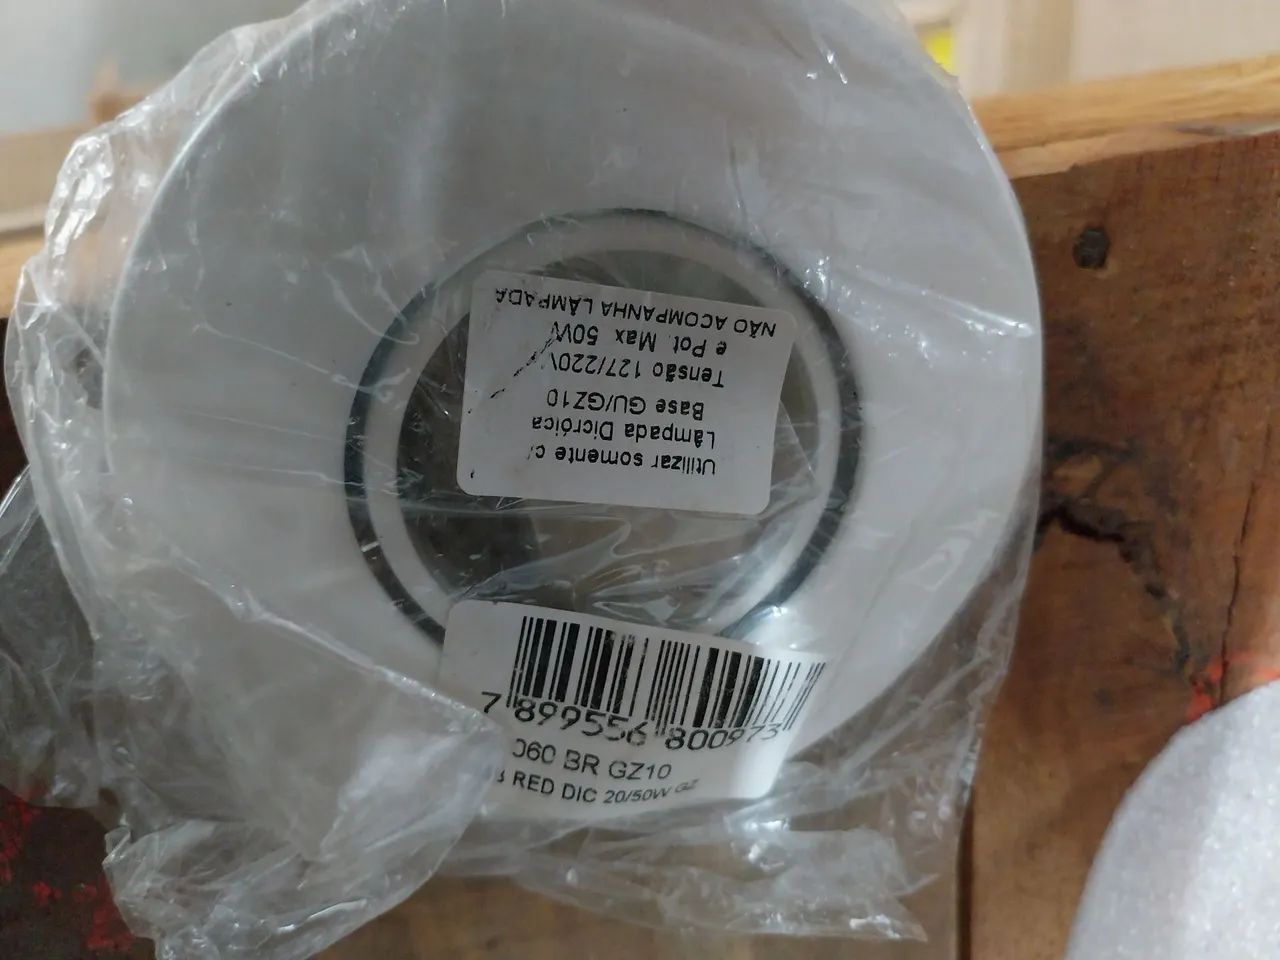 Utilizar somente c/
Lâmpada Dicróica
Base GU/GZ10
Tensão 127/220V
e Pot. Max 50W
NÃO ACOMPANHA LÂMPADA
7 899556 800973
060 BR GZ10
RED DIC 20/50W GZ